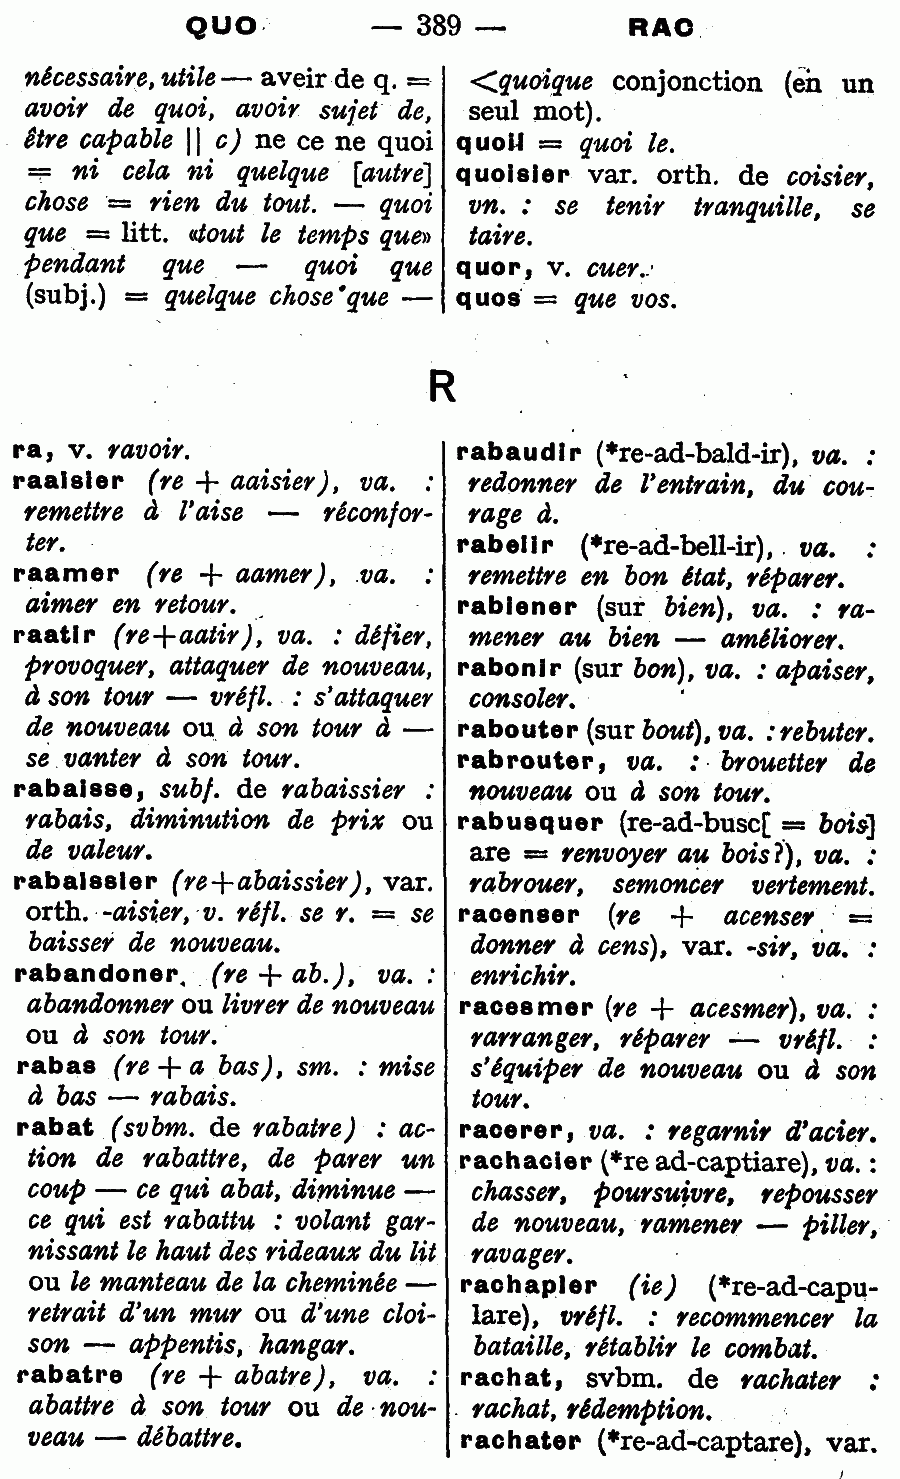 QUO — 389 — RAC
nécessaire, utile — aveir de q. =
avoir de quoi, avoir sujet de,
être capable || c) ne ce ne quoi
= ni cela ni quelque [autre]
chose = rien du tout. — quoi
que = litt. «tout le temps que»
pendant que — quoi que
(subj.) = quelque chose que —
<quoique conjonction (en un
seul mot).
quoil = quoi le.
quoisier var. orth. de coisier,
vn. : se tenir tranquille, se
taire.
quor, v. cuer.
quos = que vos.
R
ra, v. ravoir.
raaisier (re + aaisier), va. :
remettre à l'aise — réconfor-
ter.
raamer (re + aamer), va. :
aimer en retour.
raatir (re+aatir), va. : défier,
provoquer, attaquer de nouveau,
à son tour — vréfl. : s'attaquer
de nouveau ou à son tour à —
se vanter à son tour.
rabaisse, subf. de rabaissier :
rabais, diminution de prix ou
de valeur.
rabaissier (re+abaissier), var.
orth. -aisier, v. réfl. se r. = se
baisser de nouveau.
rabandoner, (re + ab.), va. :
abandonner ou livrer de nouveau
ou à son tour.
rabas (re + a bas), sm. : mise
à bas — rabais.
rabat (svbm. de rabatre) : ac-
tion de rabattre, de parer un
coup — ce qui abat, diminue —
ce qui est rabattu : volant gar-
nissant le haut des rideaux du lit
ou le manteau de la cheminée —
retrait d'un mur ou d'une cloi-
son — appentis, hangar.
rabatre (re + abatre), va. :
abattre à son tour ou de nou-
veau — débattre.
rabaudir (*re-ad-bald-ir), va. :
redonner de l'entrain, du cou-
rage à.
rabelir (*re-ad-bell-ir), va. :
remettre en bon état, réparer.
rabiener (sur bien), va. : ra-
mener au bien — améliorer.
rabonir (sur bon), va. : apaiser,
consoler.
rabouter (sur bout), va. : rebuter.
rabrouter, va. : brouetter de
nouveau ou à son tour.
rabusquer (re-ad-busc[ = bois]
are = renvoyer au bois?), va. :
rabrouer, semoncer vertement.
racenser (re + acenser =
donner à cens), var. -sir, va. :
enrichir.
racesmer (re + acesmer), va. :
rarranger, réparer — vréfl. :
s'équiper de nouveau ou à son
tour.
racerer, va. : regarnir d'acier.
rachacier (*re ad-captiare), va. :
chasser, poursuivre, repousser
de nouveau, ramener — piller,
ravager.
rachapler (ie) (*re-ad-capu-
lare), vréfl. : recommencer la
bataille, rétablir le combat.
rachat, svbm. de rachater :
rachat, rédemption.
rachater (*re-ad-captare), var.